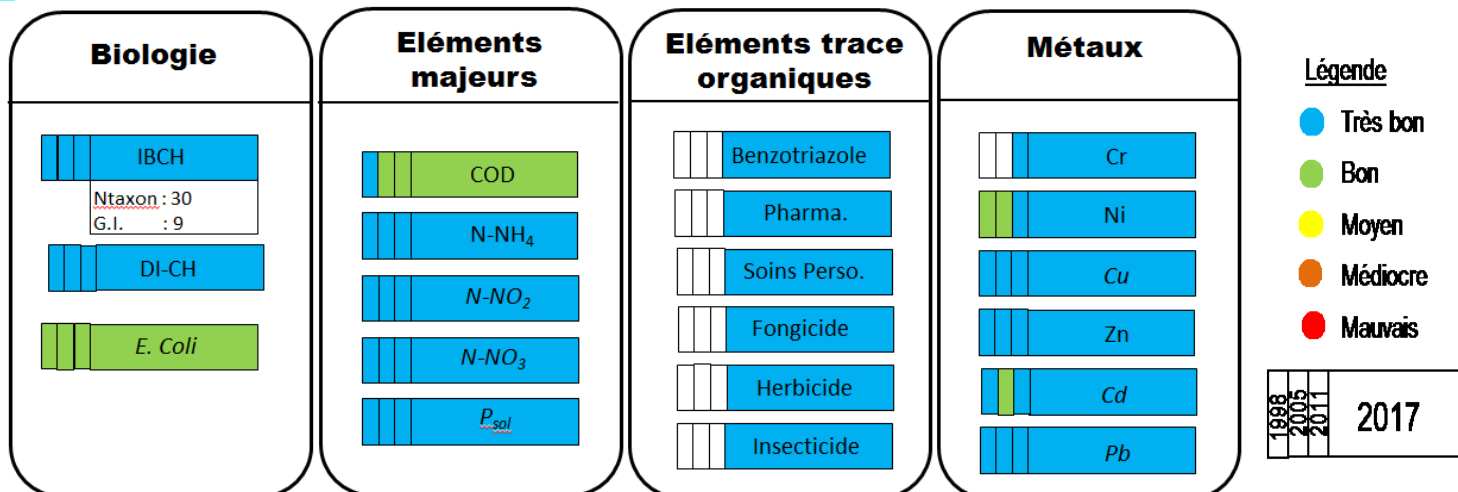 Biologie
IBCH
Ntaxon : 30
G.I. : 9
DI-CH
E. Coli
Eléments
majeurs
COD
N-NH4
N-NO2
N-NO3
Psol
Eléments trace
organiques
Benzotriazole
Pharma.
Soins Perso.
Fongicide
Herbicide
Insecticide
Métaux
Cr
Ni
Cu
Zn
Cd
Pb
Légende
Très bon
Bon
Moyen
Médiocre
Mauvais
1998
2005
2011
2017